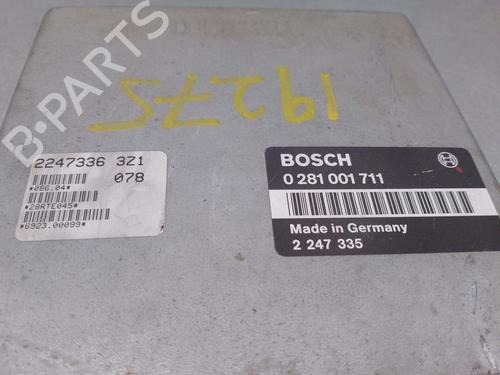 B-PARTS
19275
2247336 3Z1
078
*086.04*
*28RTE045*
*6923.00099*
BOSCH
0 281 001 711
Made in Germany
2 247 335